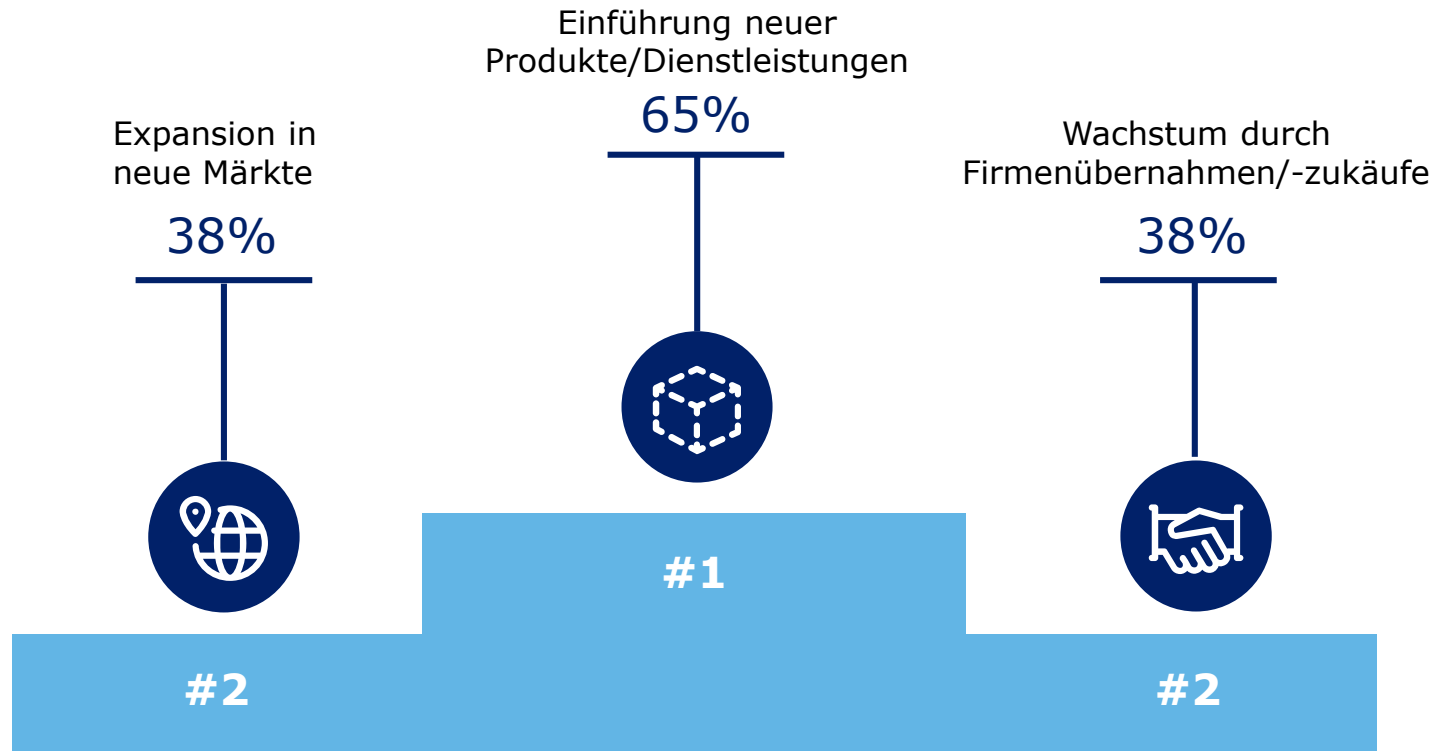 Einführung neuer
Produkte/Dienstleistungen
65%
Expansion in
neue Märkte
38%
Wachstum durch
Firmenübernahmen/-zukäufe
38%
#1
#2
#2